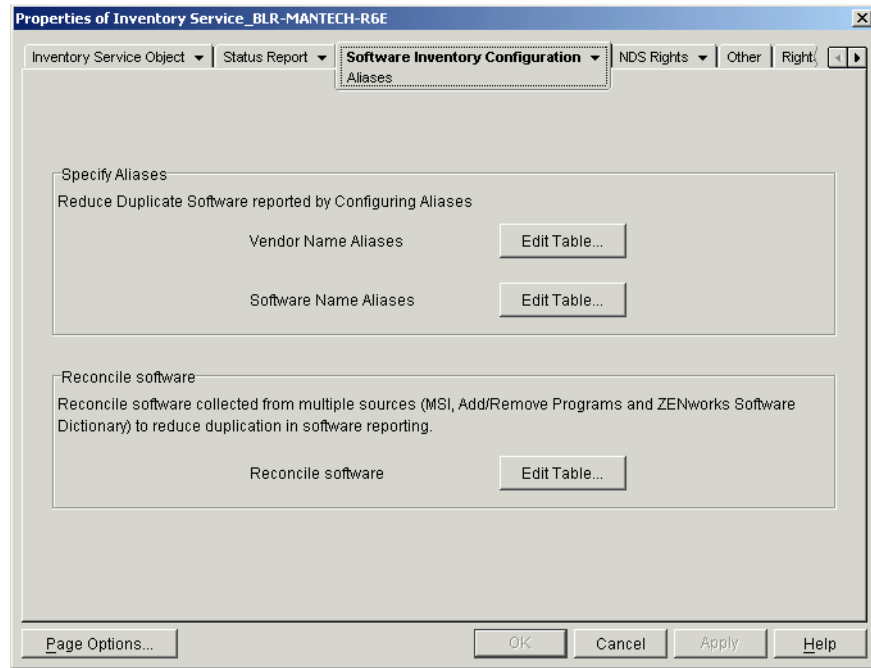 Properties of Inventory Service_BLR-MANTECH-R6E
Inventory Service Object
Status Report
Software Inventory Configuration
Aliases
NDS Rights
Other
Right
Specify Aliases
Reduce Duplicate Software reported by Configuring Aliases
Vendor Name Aliases
Edit Table...
Software Name Aliases
Edit Table...
Reconcile software
Reconcile software collected from multiple sources (MSI, Add/Remove Programs and ZENworks Software
Dictionary) to reduce duplication in software reporting.
Reconcile software
Edit Table...
Page Options...
OK
Cancel
Apply
Help